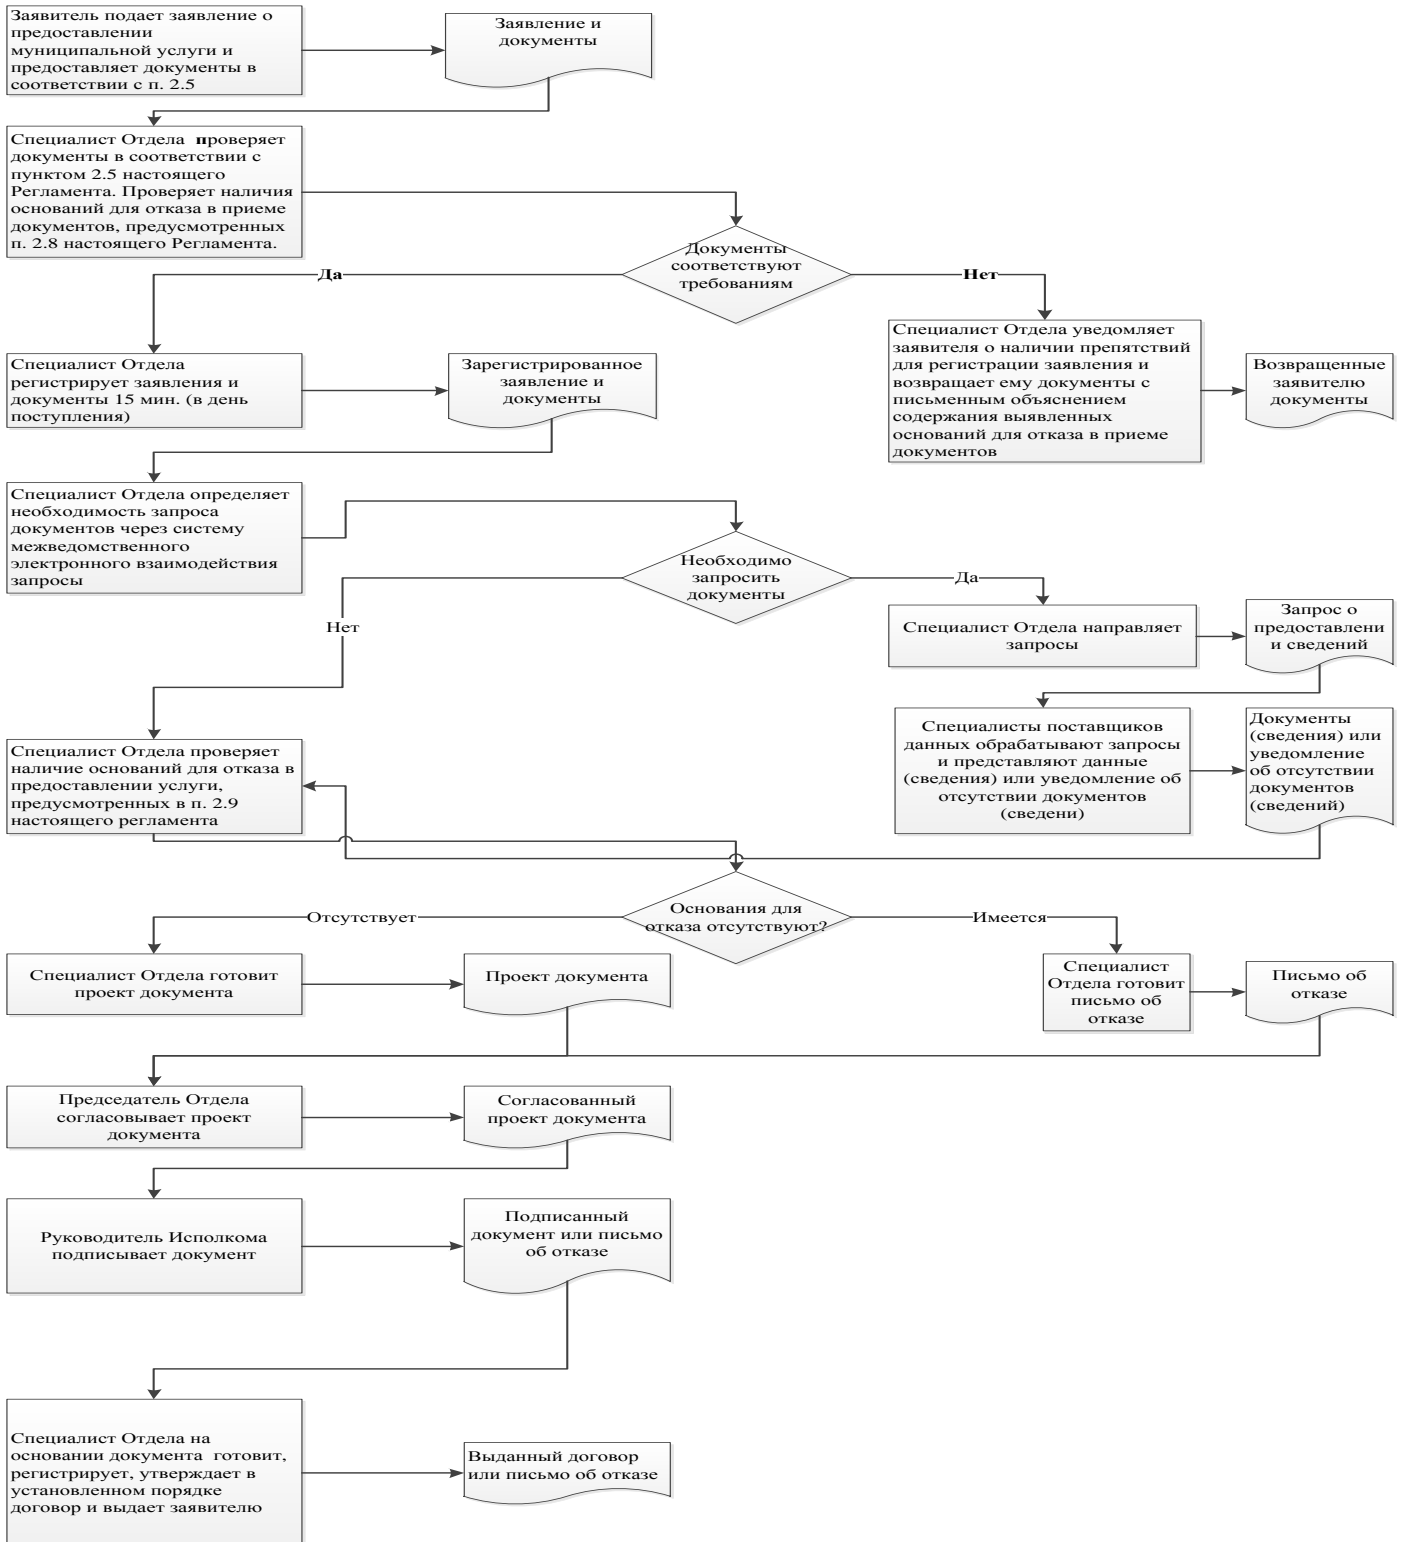 Заявитель подает заявление о
предоставлении
муниципальной услуги и
предоставляет документы в
соответствии с п. 2.5
Заявление и
документы
Специалист Отдела проверяет
документы в соответствии с
пунктом 2.5 настоящего
Регламента. Проверяет наличия
оснований для отказа в приеме
документов, предусмотренных
п. 2.8 настоящего Регламента.
Документы
соответствуют
требованиям
Да
Нет
Специалист Отдела
регистрирует заявления и
документы 15 мин. (в день
поступления)
Зарегистрированное
заявление и
документы
Специалист Отдела уведомляет
заявителя о наличии препятствий
для регистрации заявления и
возвращает ему документы с
письменным объяснением
содержания выявленных
оснований для отказа в приеме
документов
Возвращенные
заявителю
документы
Специалист Отдела определяет
необходимость запроса
документов через систему
межведомственного
электронного взаимодействия
запросы
Необходимо
запросить
документы
Да
Нет
Специалист Отдела направляет
запросы
Запрос о
предоставлени
и сведений
Специалисты поставщиков
данных обрабатывают запросы
и представляют данные
(сведения) или уведомление об
отсутствии документов
(сведени)
Документы
(сведения) или
уведомление
об отсутствии
документов
(сведений)
Специалист Отдела проверяет
наличие оснований для отказа в
предоставлении услуги,
предусмотренных в п. 2.9
настоящего регламента
Основания для
отказа отсутствуют?
Отсутствует
Имеется
Специалист Отдела готовит
проект документа
Проект документа
Специалист
Отдела готовит
письмо об
отказе
Письмо об
отказе
Председатель Отдела
согласовывает проект
документа
Согласованный
проект документа
Руководитель Исполкома
подписывает документ
Подписанный
документ или письмо
об отказе
Специалист Отдела на
основании документа готовит,
регистрирует, утверждает в
установленном порядке
договор и выдает заявителю
Выданный договор
или письмо об отказе